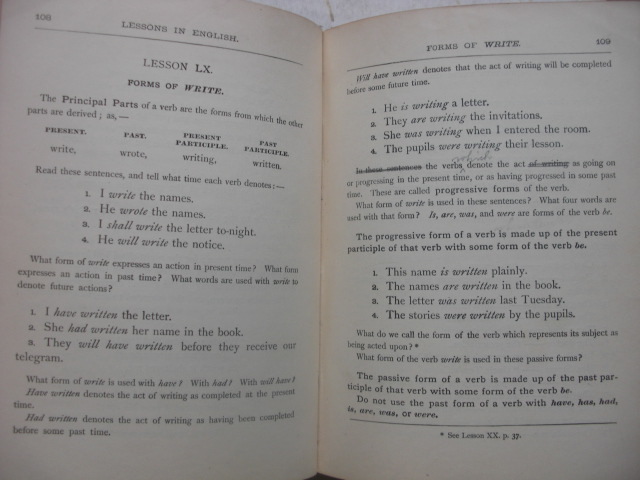 108
LESSONS IN ENGLISH.
LESSON LX.
FORMS OF WRITE.
The Principal Parts of a verb are the forms from which the other
parts are derived; as,—
PRESENT. PAST. PRESENT PARTICIPLE. PAST PARTICIPLE.
write, wrote, writing, written.
Read these sentences, and tell what time each verb denotes:—
1. I write the names.
2. He wrote the names.
3. I shall write the letter to-night.
4. He will write the notice.
What form of write expresses an action in present time? What form
expresses an action in past time? What words are used with write to
denote future actions?
1. I have written the letter.
2. She had written her name in the book.
3. They will have written before they receive our
telegram.
What form of write is used with have? With had? With will have?
Have written denotes the act of writing as completed at the present
time.
Had written denotes the act of writing as having been completed
before some past time.
FORMS OF WRITE.
109
Will have written denotes that the act of writing will be completed
before some future time.
1. He is writing a letter.
2. They are writing the invitations.
3. She was writing when I entered the room.
4. The pupils were writing their lesson.
In these sentences the verbs denote the act of writing as going on
or progressing in the present time, or as having progressed in some past
time. These are called progressive forms of the verb.
What form of write is used in these sentences? What four words are
used with that form? Is, are, was, and were are forms of the verb be.
The progressive form of a verb is made up of the present
participle of that verb with some form of the verb be.
1. This name is written plainly.
2. The names are written in the book.
3. The letter was written last Tuesday.
4. The stories were written by the pupils.
What do we call the form of the verb which represents its subject as
being acted upon?*
What form of the verb write is used in these passive forms?
The passive form of a verb is made up of the past par-
ticiple of that verb with some form of the verb be.
Do not use the past form of a verb with have, has, had,
is, are, was, or were.
* See Lesson XX. p. 37.